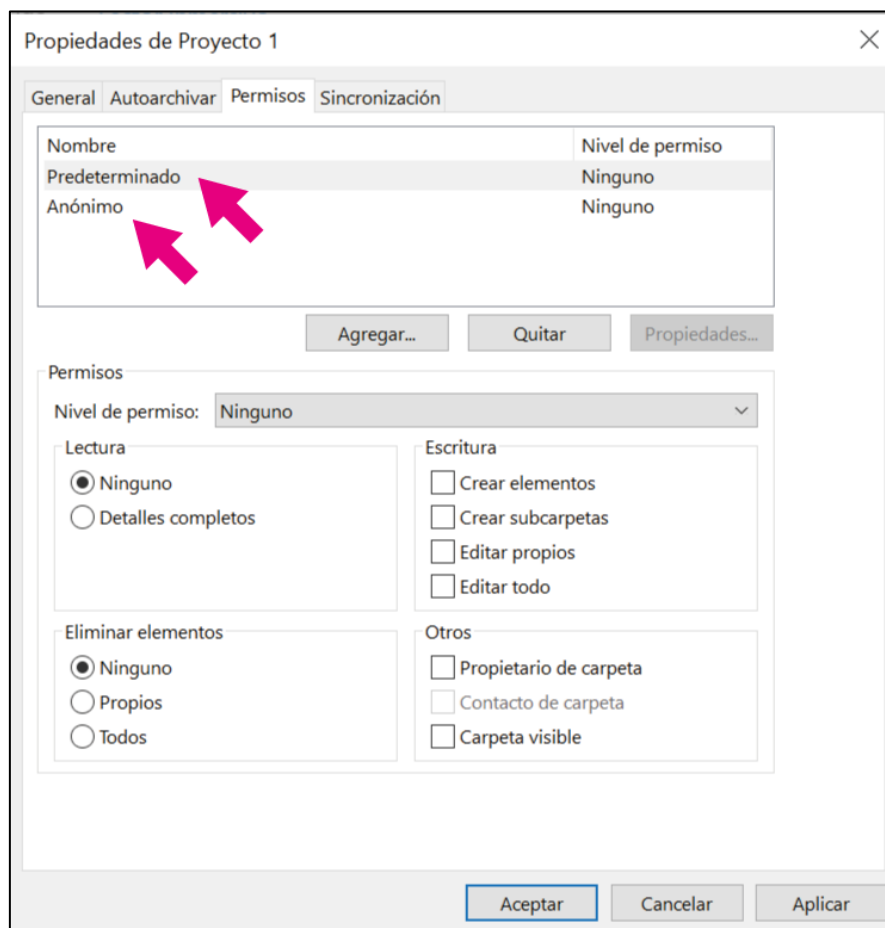 Propiedades de Proyecto 1
General Autoarchivar Permisos Sincronización
Nombre Nivel de permiso
Predeterminado Ninguno
Anónimo Ninguno
Agregar... Quitar Propiedades...
Permisos
Nivel de permiso: Ninguno
Lectura
Ninguno
Detalles completos
Escritura
Crear elementos
Crear subcarpetas
Editar propios
Editar todo
Eliminar elementos
Ninguno
Propios
Todos
Otros
Propietario de carpeta
Contacto de carpeta
Carpeta visible
Aceptar Cancelar Aplicar